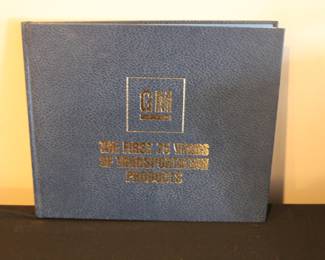 GM
THE FIRST 75 YEARS
OF TRANSPORTATION
PRODUCTS